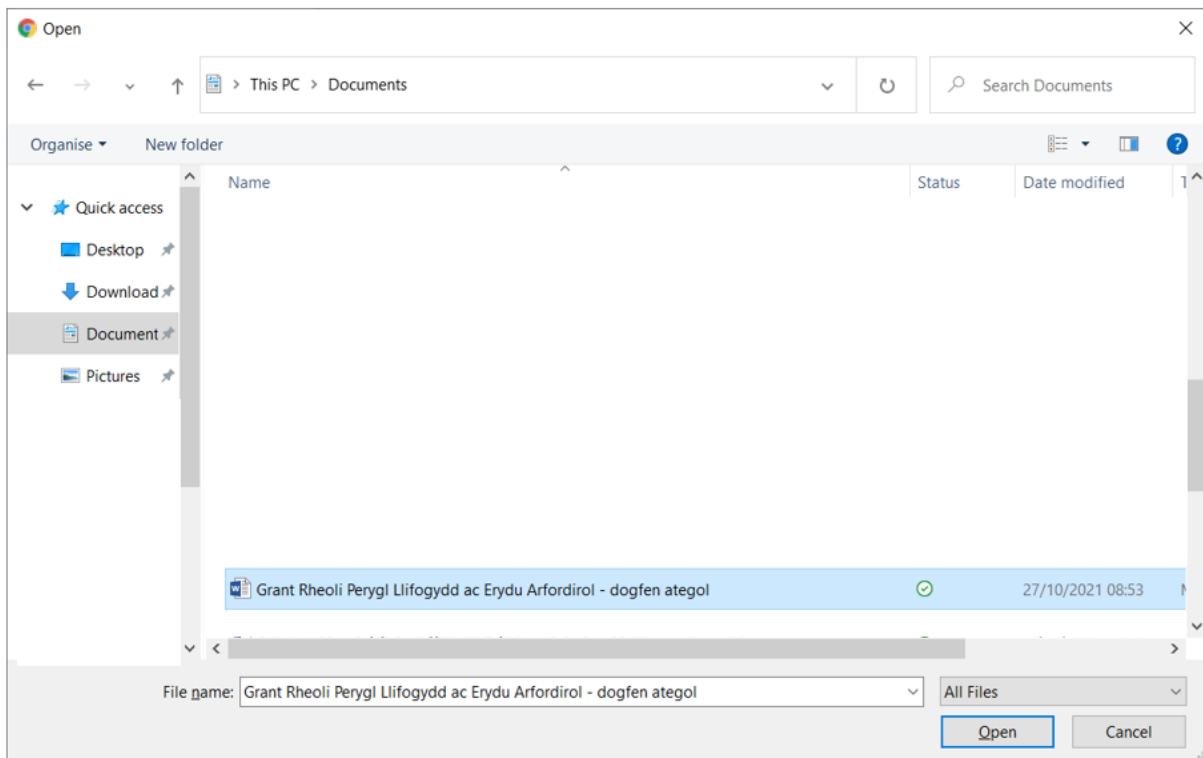 Open
This PC > Documents
Search Documents
Organise New folder
Name Status Date modified
Quick access
Desktop
Download
Document
Pictures
Grant Rheoli Perygl Llifogydd ac Erydu Arfordirol - dogfen ategol 27/10/2021 08:53
File name: Grant Rheoli Perygl Llifogydd ac Erydu Arfordirol - dogfen ategol All Files
Open Cancel